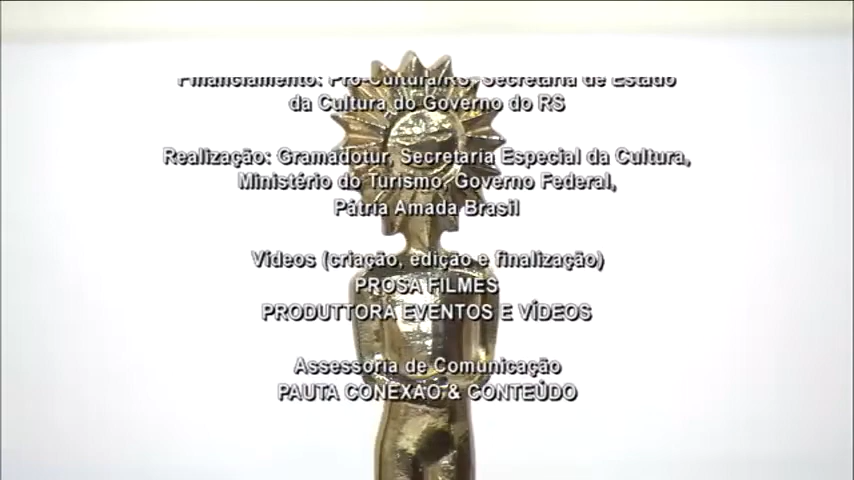 Financiamento: Pró-Cultura/RS, Secretaria de Estado
da Cultura do Governo do RS
Realização: Gramadotur, Secretaria Especial da Cultura,
Ministério do Turismo, Governo Federal,
Pátria Amada Brasil
Vídeos (criação, edição e finalização)
PROSA FILMES
PRODUTTORA EVENTOS E VÍDEOS
Assessoria de Comunicação
PAUTA CONEXÃO & CONTEÚDO